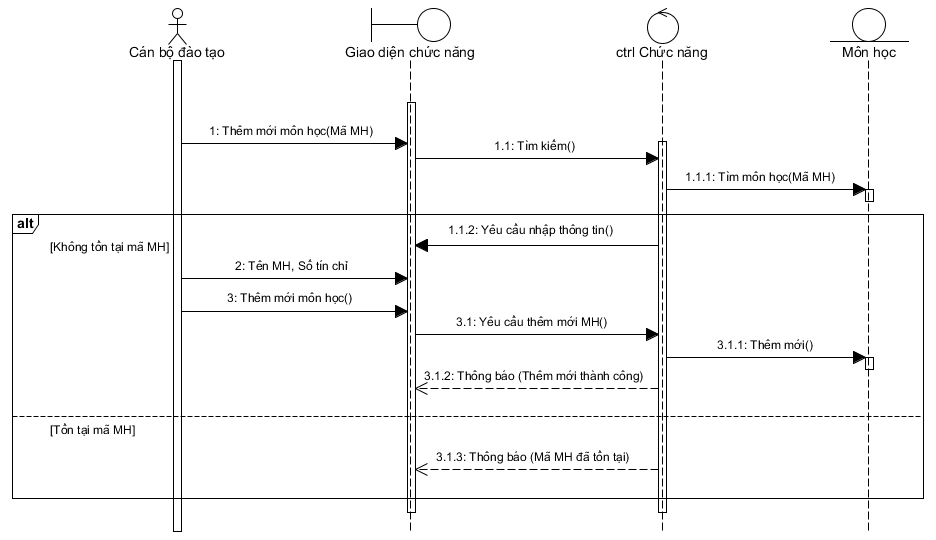 Cán bộ đào tạo
Giao diện chức năng
ctrl Chức năng
Môn học
1: Thêm mới môn học(Mã MH)
1.1: Tìm kiếm()
1.1.1: Tìm môn học(Mã MH)
alt
1.1.2: Yêu cầu nhập thông tin()
[Không tồn tại mã MH]
2: Tên MH, Số tín chỉ
3: Thêm mới môn học()
3.1: Yêu cầu thêm mới MH()
3.1.1: Thêm mới()
3.1.2: Thông báo (Thêm mới thành công)
[Tồn tại mã MH]
3.1.3: Thông báo (Mã MH đã tồn tại)